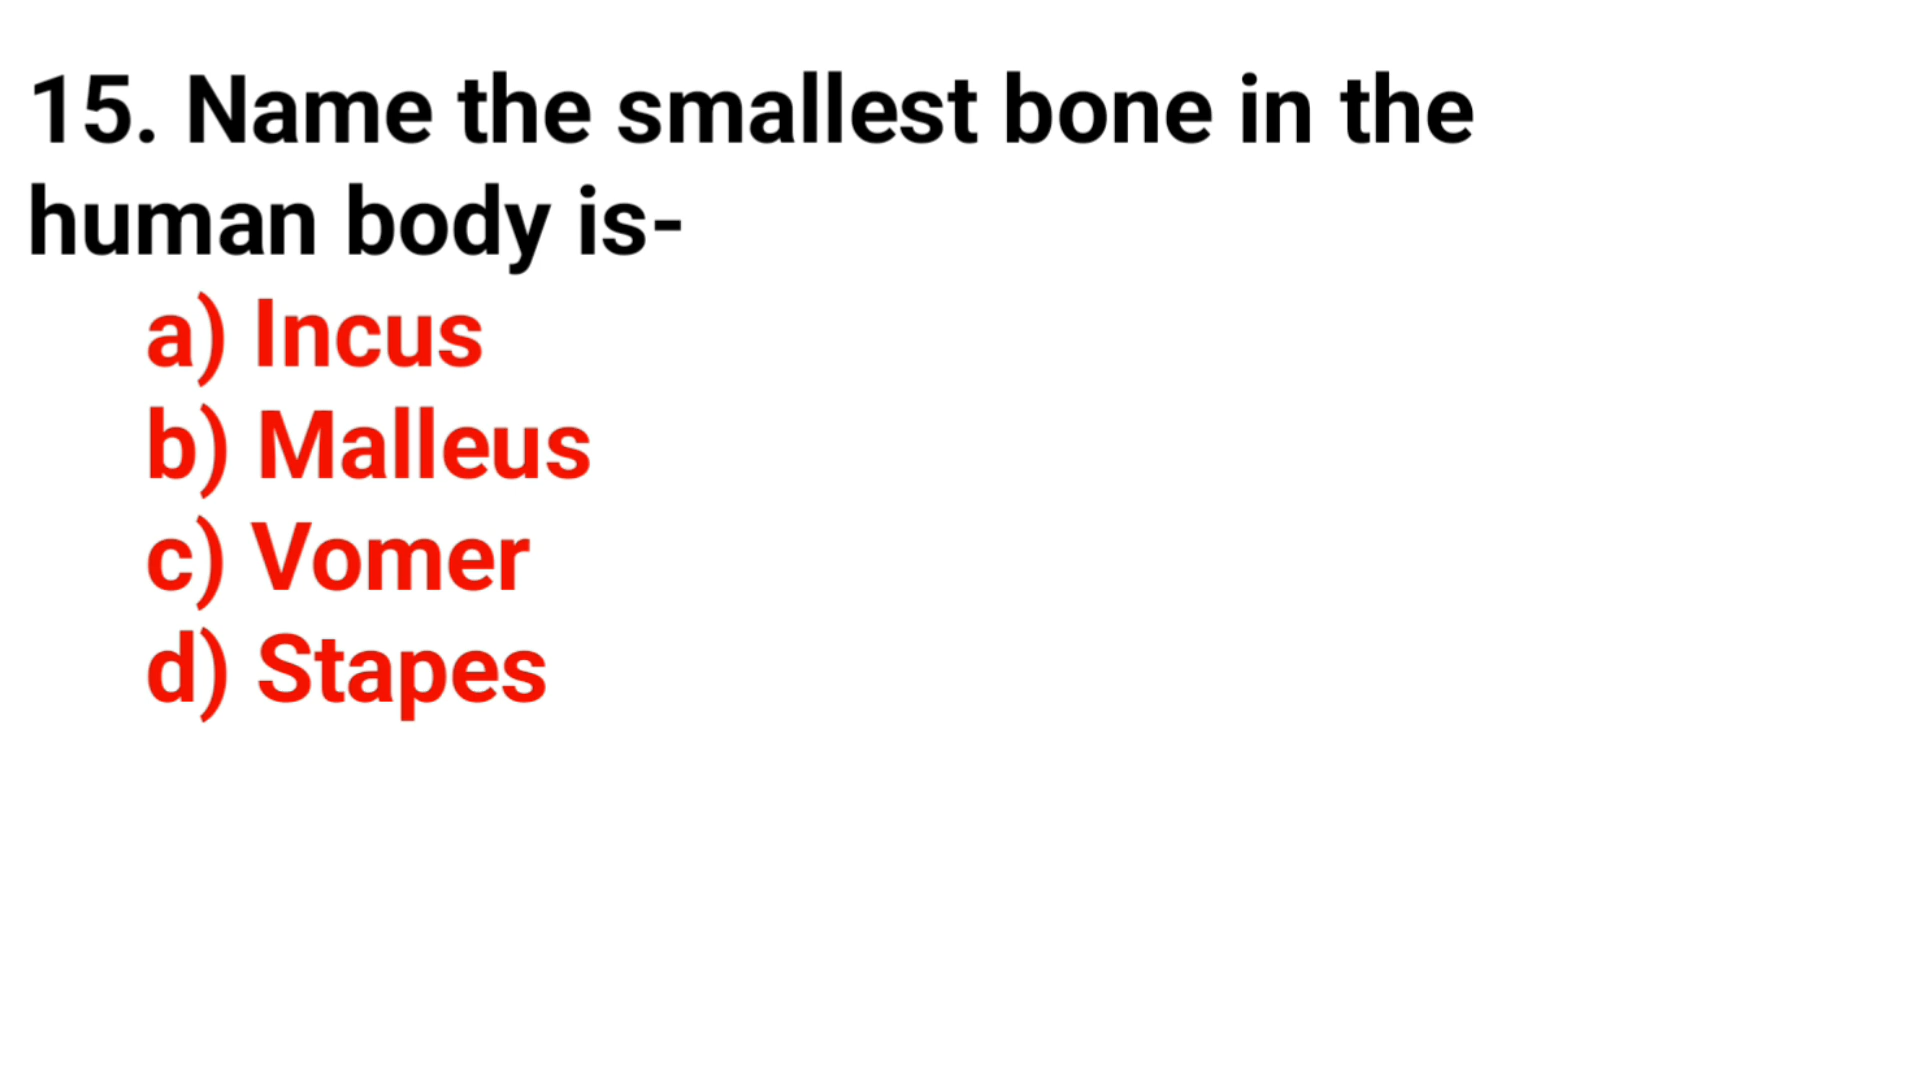 15. Name the smallest bone in the
human body is-
a) Incus
b) Malleus
c) Vomer
d) Stapes